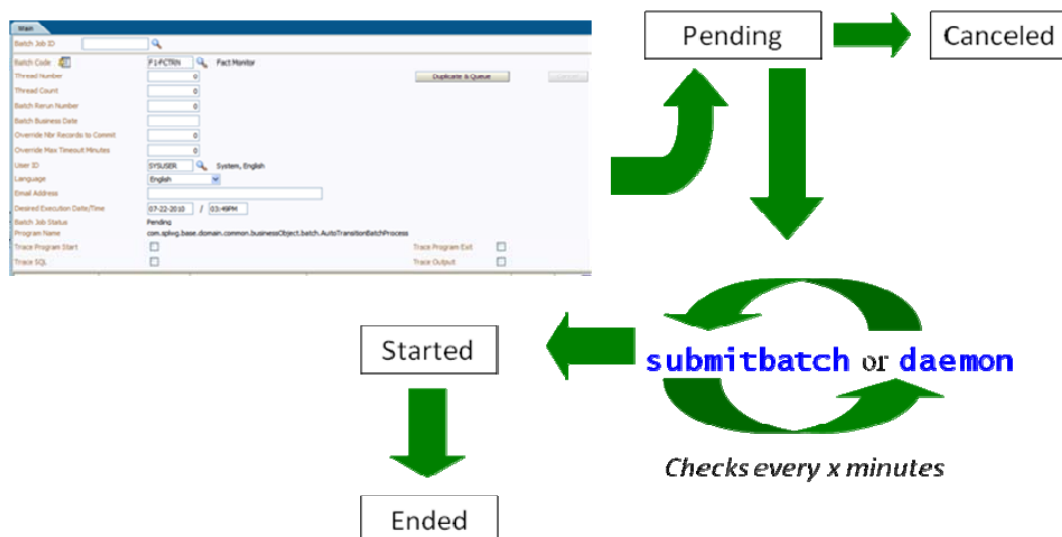 Main
Batch Job ID
Batch Code F1-FCTRN Fact Monitor
Thread Number 0 Duplicate & Queue
Thread Count 0
Batch Rerun Number 0
Batch Business Date
Override Nbr Records to Commit 0
Override Max Timeout Minutes 0
User ID SYSUSER System, English
Language English
Email Address
Desired Execution Date/Time 07-22-2010 / 03:49PM
Batch Job Status Pending
Program Name com.splwg.base.domain.common.businessObject.batch.AutoTransitionBatchProcess
Trace Program Start Trace Program Exit
Trace SQL Trace Output
Pending
Canceled
submitbatch or daemon
Checks every x minutes
Started
Ended